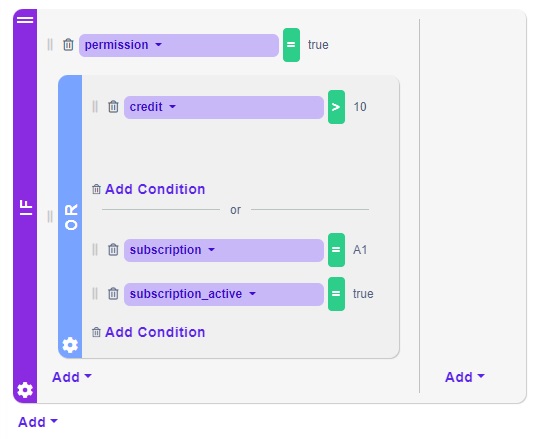 IF
permission = true
OR
credit > 10
Add Condition
or
subscription = A1
subscription_active = true
Add Condition
Add
Add
Add